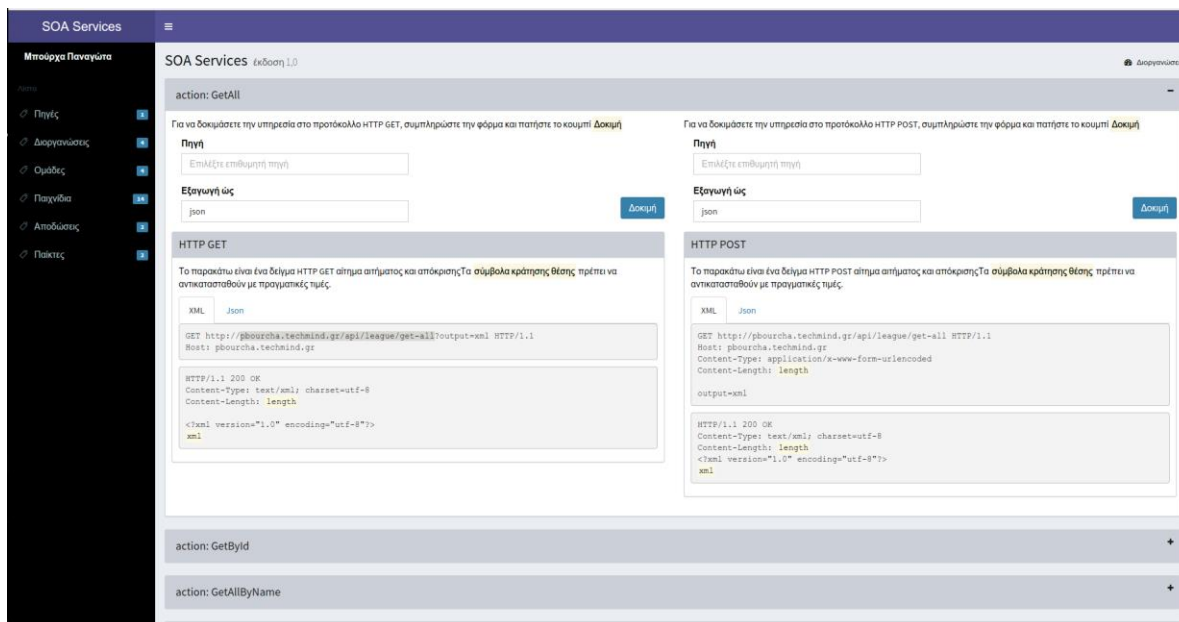 SOA Services
Μπούρχα Παναγώτα
Πηγές
Διοργανώσεις 4
Ομάδες
Παιχνίδια 14
Αποδώσεις
Παίκτες
SOA Services έκδοση 1.0
Διοργανώσε
action: GetAll
Για να δοκιμάσετε την υπηρεσία στο προτόκολλο HTTP GET, συμπληρώστε την φόρμα και πατήστε το κουμπί Δοκιμή
Πηγή
Επιλέξτε επιθυμητή πηγή
Εξαγωγή ώς
json
Δοκιμή
HTTP GET
Το παρακάτω είναι ένα δείγμα HTTP GET αίτημα αιτήματος και απόκρισηςΤα σύμβολα κράτησης θέσης πρέπει να
αντικατασταθούν με πραγματικές τιμές.
XML Json
GET http://pbourcha.techmind.gr/api/league/get-all?output=xml HTTP/1.1
Host: pbourcha.techmind.gr
HTTP/1.1 200 OK
Content-Type: text/xml; charset=utf-8
Content-Length: length
<?xml version="1.0" encoding="utf-8"?>
xml
Για να δοκιμάσετε την υπηρεσία στο προτόκολλο HTTP POST, συμπληρώστε την φόρμα και πατήστε το κουμπί Δοκιμή
Πηγή
Επιλέξτε επιθυμητή πηγή
Εξαγωγή ώς
json
Δοκιμή
HTTP POST
Το παρακάτω είναι ένα δείγμα HTTP POST αίτημα αιτήματος και απόκρισηςΤα σύμβολα κράτησης θέσης πρέπει να
αντικατασταθούν με πραγματικές τιμές.
XML Json
GET http://pbourcha.techmind.gr/api/league/get-all HTTP/1.1
Host: pbourcha.techmind.gr
Content-Type: application/x-www-form-urlencoded
Content-Length: length
output=xml
HTTP/1.1 200 OK
Content-Type: text/xml; charset=utf-8
Content-Length: length
<?xml version="1.0" encoding="utf-8"?>
xml
action: GetById
action: GetAllByName